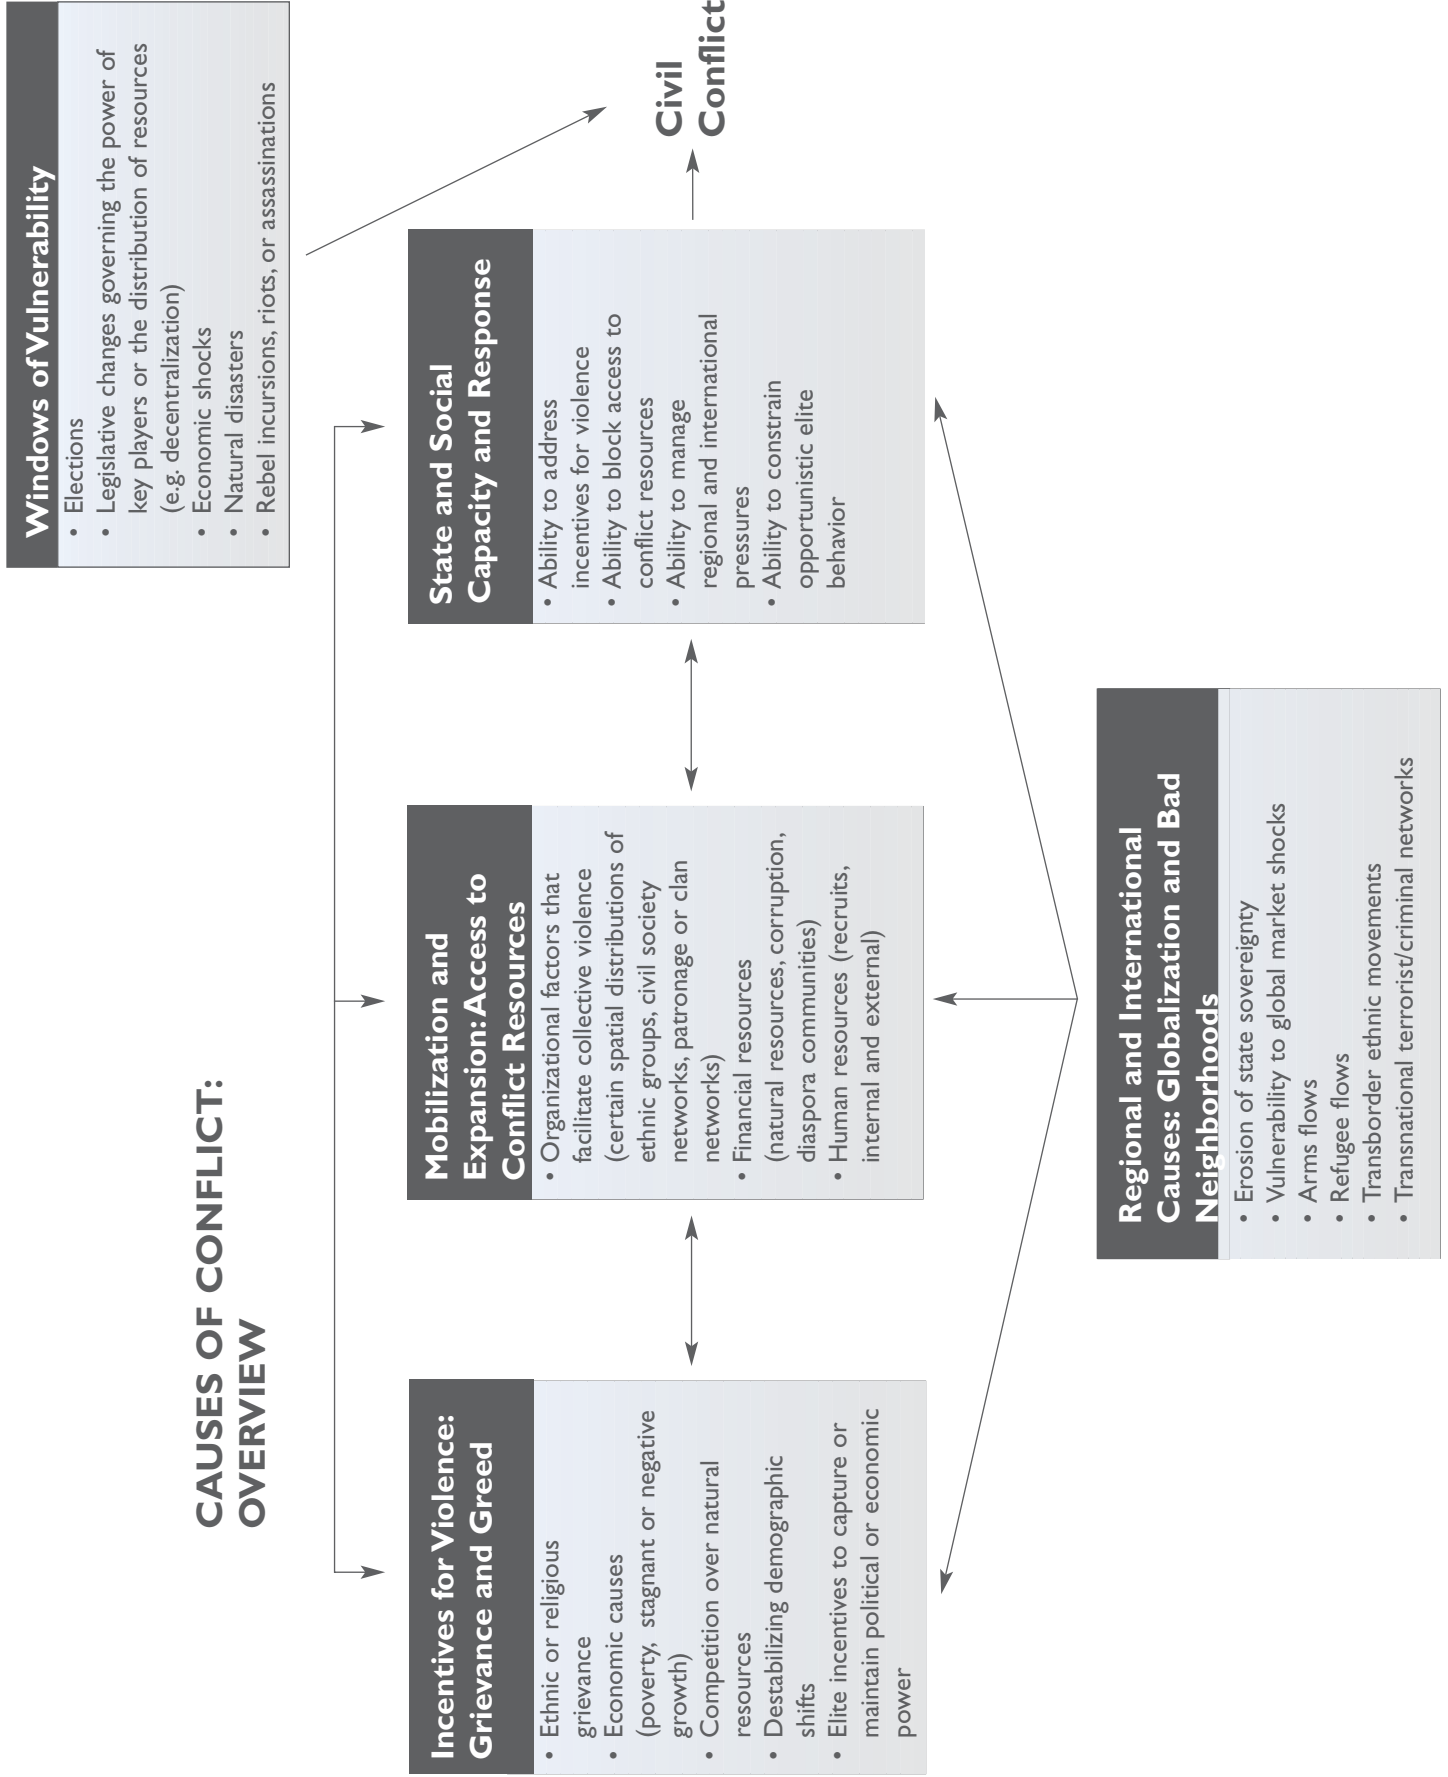 CAUSES OF CONFLICT:
OVERVIEW
Windows of Vulnerability
• Elections
• Legislative changes governing the power of
key players or the distribution of resources
(e.g. decentralization)
• Economic shocks
• Natural disasters
• Rebel incursions, riots, or assassinations
Incentives for Violence:
Grievance and Greed
• Ethnic or religious
grievance
• Economic causes
(poverty, stagnant or negative
growth)
• Competition over natural
resources
• Destabilizing demographic
shifts
• Elite incentives to capture or
maintain political or economic
power
Mobilization and
Expansion: Access to
Conflict Resources
• Organizational factors that
facilitate collective violence
(certain spatial distributions of
ethnic groups, civil society
networks, patronage or clan
networks)
• Financial resources
(natural resources, corruption,
diaspora communities)
• Human resources (recruits,
internal and external)
State and Social
Capacity and Response
• Ability to address
incentives for violence
• Ability to block access to
conflict resources
• Ability to manage
regional and international
pressures
• Ability to constrain
opportunistic elite
behavior
Civil
Conflict
Regional and International
Causes: Globalization and Bad
Neighborhoods
• Erosion of state sovereignty
• Vulnerability to global market shocks
• Arms flows
• Refugee flows
• Transborder ethnic movements
• Transnational terrorist/criminal networks